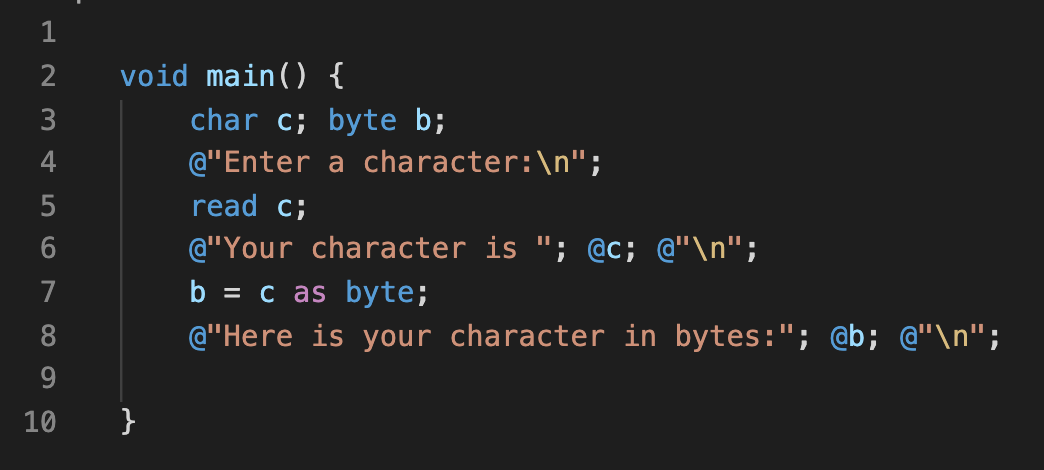 1
2 void main() {
3 char c; byte b;
4 @"Enter a character:\n";
5 read c;
6 @"Your character is "; @c; @"\n";
7 b = c as byte;
8 @"Here is your character in bytes:"; @b; @"\n";
9
10 }